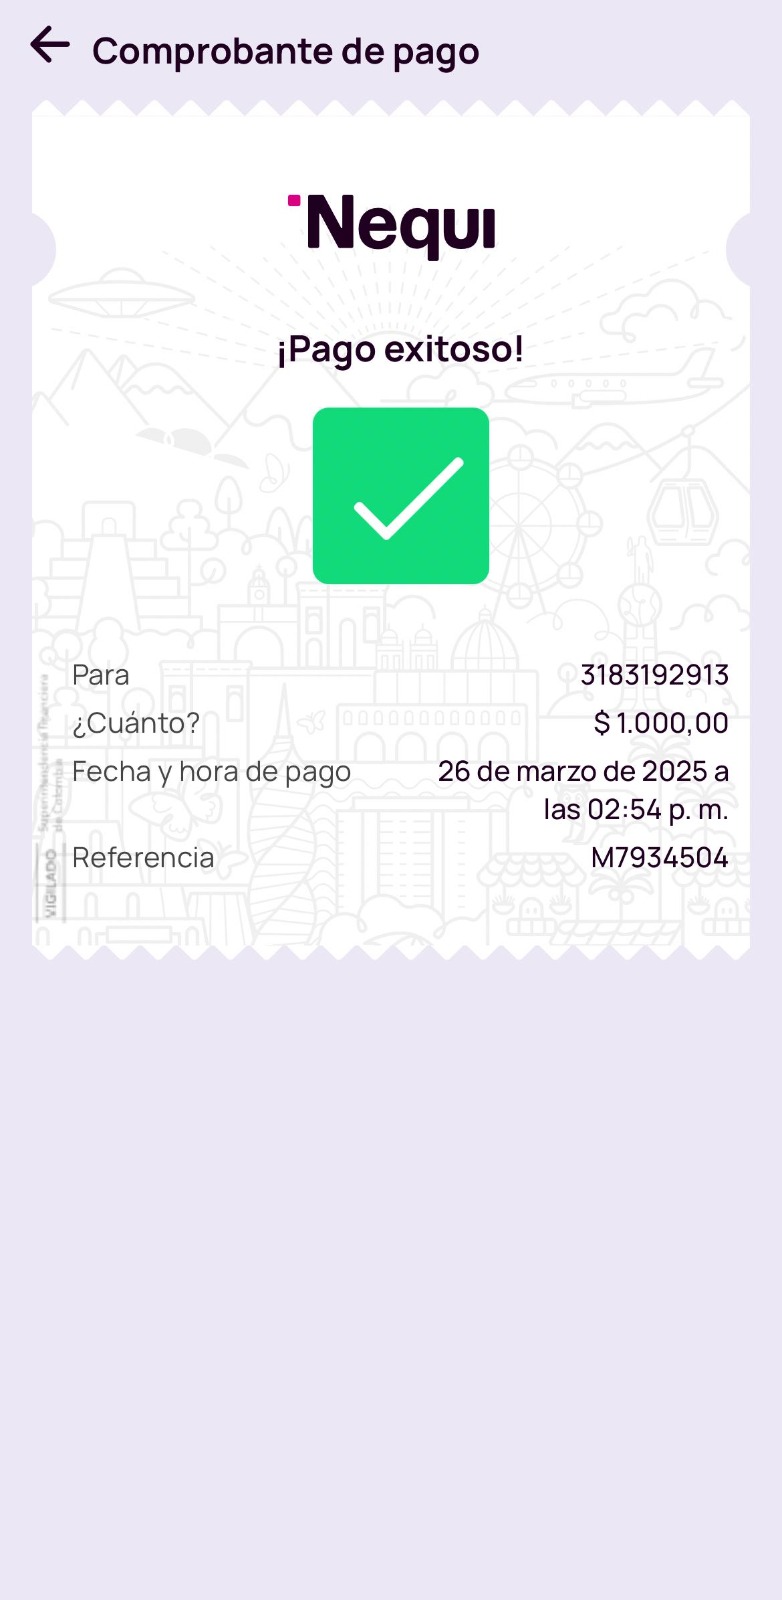 Comprobante de pago
Nequi
¡Pago exitoso!
Para 3183192913
¿Cuánto? $ 1.000,00
Fecha y hora de pago 26 de marzo de 2025 a
las 02:54 p. m.
Referencia M7934504
VIGILADO
Superintendencia Financiera
de Colombia